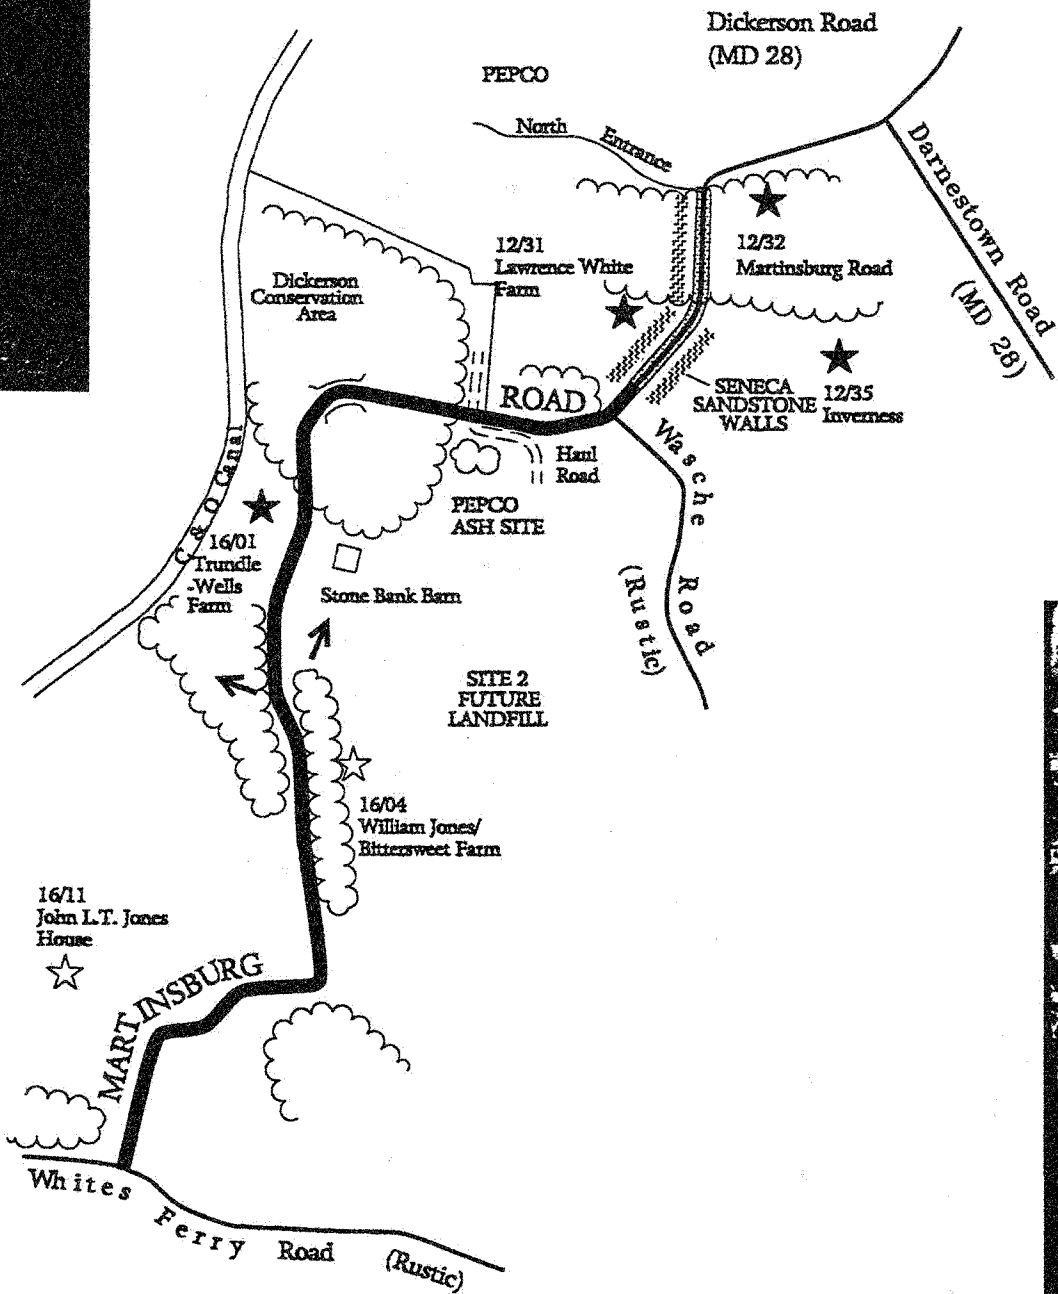 Dickerson Road
(MD 28)
PEPCO
North Entrance
Darnestown Road
(MD 28)
12/31
Lawrence White
Farm
12/32
Martinsburg Road
Dickerson
Conservation
Area
ROAD
SENECA
SANDSTONE
WALLS
12/35
Inverness
Haul
Road
Wasche Road
(Rustic)
C & O Canal
PEPCO
ASH SITE
16/01
Trundle
-Wells
Farm
Stone Bank Barn
SITE 2
FUTURE
LANDFILL
16/04
William Jones/
Bittersweet Farm
16/11
John L.T. Jones
House
MARTINSBURG
Whites Ferry Road (Rustic)